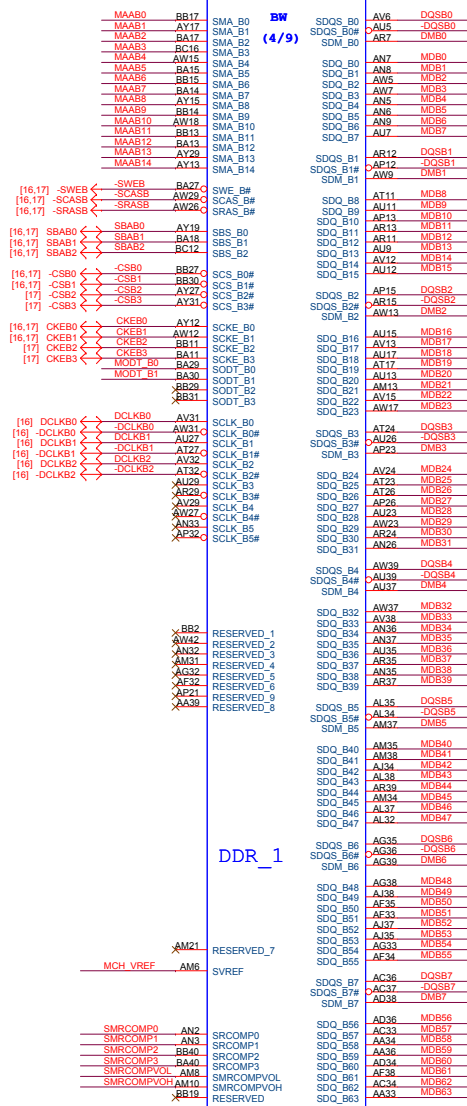 BW
(4/9)
MAAB0 BB17 SMA_B0
MAAB1 AY17 SMA_B1
MAAB2 BA17 SMA_B2
MAAB3 BC16 SMA_B3
MAAB4 AW15 SMA_B4
MAAB5 BA15 SMA_B5
MAAB6 BB15 SMA_B6
MAAB7 BA14 SMA_B7
MAAB8 AY15 SMA_B8
MAAB9 BB14 SMA_B9
MAAB10 AW18 SMA_B10
MAAB11 BB13 SMA_B11
MAAB12 BA13 SMA_B12
MAAB13 AY29 SMA_B13
MAAB14 AY13 SMA_B14
[16,17] -SWEB -SWEB BA27 SWE_B#
[16,17] -SCASB -SCASB AW29 SCAS_B#
[16,17] -SRASB -SRASB AW26 SRAS_B#
[16,17] SBAB0 SBAB0 AY19 SBS_B0
[16,17] SBAB1 SBAB1 BA18 SBS_B1
[16,17] SBAB2 SBAB2 BC12 SBS_B2
[16,17] -CSB0 -CSB0 BB27 SCS_B0#
[16,17] -CSB1 -CSB1 BB30 SCS_B1#
[17] -CSB2 -CSB2 AY27 SCS_B2#
[17] -CSB3 -CSB3 AY31 SCS_B3#
[16,17] CKEB0 CKEB0 AY12 SCKE_B0
[16,17] CKEB1 CKEB1 AW12 SCKE_B1
[17] CKEB2 CKEB2 BB11 SCKE_B2
[17] CKEB3 CKEB3 BA11 SCKE_B3
MODT_B0 BA29 SODT_B0
MODT_B1 BA30 SODT_B1
BB29 SODT_B2
BB31 SODT_B3
[16] DCLKB0 DCLKB0 AV31 SCLK_B0
[16] -DCLKB0 -DCLKB0 AW31 SCLK_B0#
[16] DCLKB1 DCLKB1 AU27 SCLK_B1
[16] -DCLKB1 -DCLKB1 AT27 SCLK_B1#
[16] DCLKB2 DCLKB2 AV32 SCLK_B2
[16] -DCLKB2 -DCLKB2 AT32 SCLK_B2#
AU29 SCLK_B3
AR29 SCLK_B3#
AV29 SCLK_B4
AW27 SCLK_B4#
AN33 SCLK_B5
AP32 SCLK_B5#
BB2 RESERVED_1
AW42 RESERVED_2
AN32 RESERVED_3
AM31 RESERVED_4
AG32 RESERVED_5
AF32 RESERVED_6
AP21 RESERVED_9
AA39 RESERVED_8
DDR_1
AM21 RESERVED_7
MCH_VREF AM6 SVREF
SMRCOMP0 AN2 SRCOMP0
SMRCOMP1 AN3 SRCOMP1
SMRCOMP2 BB40 SRCOMP2
SMRCOMP3 BA40 SRCOMP3
SMRCOMPVOL AM8 SMRCOMPVOL
SMRCOMPVOH AM10 SMRCOMPVOH
BB19 RESERVED
SDQS_B0 AV6 DQSB0
SDQS_B0# AU5 -DQSB0
SDM_B0 AR7 DMB0
SDQ_B0 AN7 MDB0
SDQ_B1 AN8 MDB1
SDQ_B2 AW5 MDB2
SDQ_B3 AW7 MDB3
SDQ_B4 AN5 MDB4
SDQ_B5 AN6 MDB5
SDQ_B6 AN9 MDB6
SDQ_B7 AU7 MDB7
SDQS_B1 AR12 DQSB1
SDQS_B1# AP12 -DQSB1
SDM_B1 AW9 DMB1
SDQ_B8 AT11 MDB8
SDQ_B9 AU11 MDB9
SDQ_B10 AP13 MDB10
SDQ_B11 AR13 MDB11
SDQ_B12 AR11 MDB12
SDQ_B13 AU9 MDB13
SDQ_B14 AV12 MDB14
SDQ_B15 AU12 MDB15
SDQS_B2 AP15 DQSB2
SDQS_B2# AR15 -DQSB2
SDM_B2 AW13 DMB2
SDQ_B16 AU15 MDB16
SDQ_B17 AV13 MDB17
SDQ_B18 AU17 MDB18
SDQ_B19 AT17 MDB19
SDQ_B20 AU13 MDB20
SDQ_B21 AM13 MDB21
SDQ_B22 AV15 MDB22
SDQ_B23 AW17 MDB23
SDQS_B3 AT24 DQSB3
SDQS_B3# AU26 -DQSB3
SDM_B3 AP23 DMB3
SDQ_B24 AV24 MDB24
SDQ_B25 AT23 MDB25
SDQ_B26 AT26 MDB26
SDQ_B27 AP26 MDB27
SDQ_B28 AU23 MDB28
SDQ_B29 AW23 MDB29
SDQ_B30 AR24 MDB30
SDQ_B31 AN26 MDB31
SDQS_B4 AW39 DQSB4
SDQS_B4# AU39 -DQSB4
SDM_B4 AU37 DMB4
SDQ_B32 AW37 MDB32
SDQ_B33 AV38 MDB33
SDQ_B34 AN36 MDB34
SDQ_B35 AN37 MDB35
SDQ_B36 AU35 MDB36
SDQ_B37 AR35 MDB37
SDQ_B38 AN35 MDB38
SDQ_B39 AR37 MDB39
SDQS_B5 AL35 DQSB5
SDQS_B5# AL34 -DQSB5
SDM_B5 AM37 DMB5
SDQ_B40 AM35 MDB40
SDQ_B41 AM38 MDB41
SDQ_B42 AJ34 MDB42
SDQ_B43 AL38 MDB43
SDQ_B44 AR39 MDB44
SDQ_B45 AM34 MDB45
SDQ_B46 AL37 MDB46
SDQ_B47 AL32 MDB47
SDQS_B6 AG35 DQSB6
SDQS_B6# AG36 -DQSB6
SDM_B6 AG39 DMB6
SDQ_B48 AG38 MDB48
SDQ_B49 AJ38 MDB49
SDQ_B50 AF35 MDB50
SDQ_B51 AF33 MDB51
SDQ_B52 AJ37 MDB52
SDQ_B53 AJ35 MDB53
SDQ_B54 AG33 MDB54
SDQ_B55 AF34 MDB55
SDQS_B7 AC36 DQSB7
SDQS_B7# AC37 -DQSB7
SDM_B7 AD38 DMB7
SDQ_B56 AD36 MDB56
SDQ_B57 AC33 MDB57
SDQ_B58 AA34 MDB58
SDQ_B59 AA36 MDB59
SDQ_B60 AD34 MDB60
SDQ_B61 AF38 MDB61
SDQ_B62 AC34 MDB62
SDQ_B63 AA33 MDB63